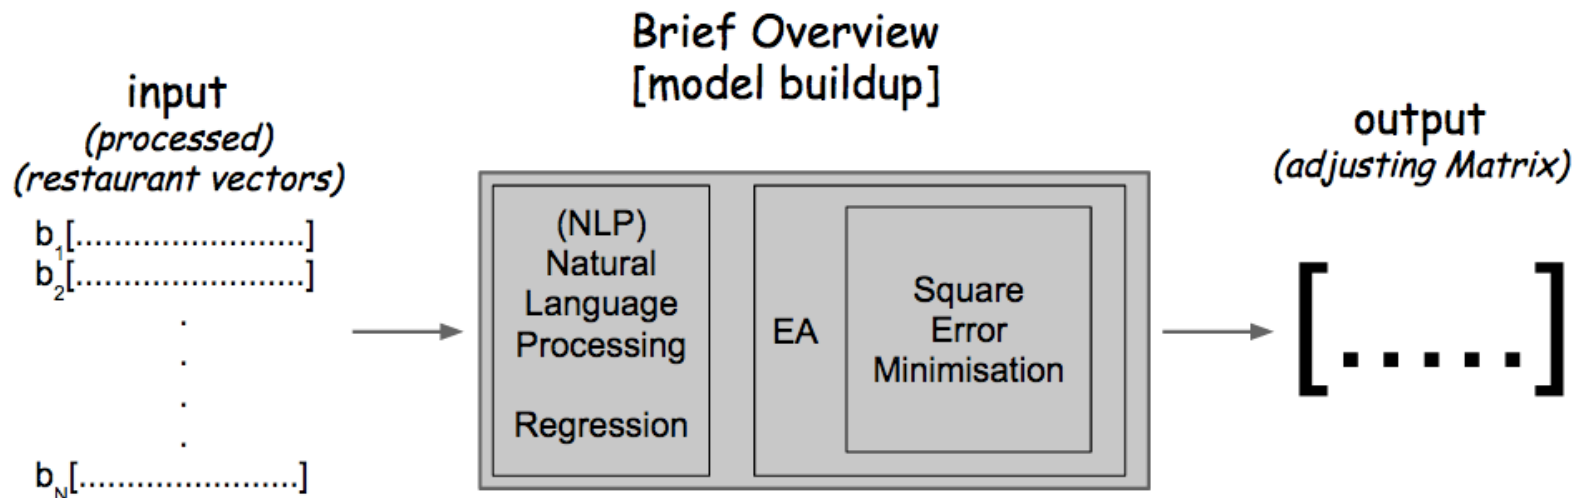 Brief Overview
[model buildup]
input
(processed)
(restaurant vectors)
b1[........................]
b2[........................]
.
.
.
.
bN[.......................]
(NLP)
Natural
Language
Processing
Regression
EA
Square
Error
Minimisation
output
(adjusting Matrix)
[.....]